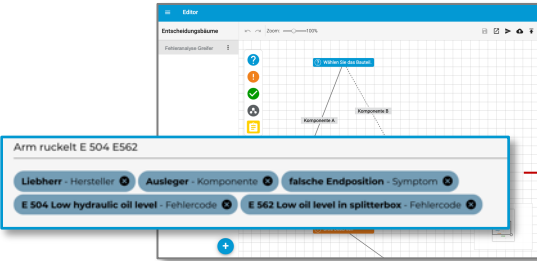 Editor
Entscheidungsbäume
Zoom: 100%
Fehleranalyse Greifer
Wählen Sie das Bauteil
Komponente B
Komponente A
Arm ruckelt E 504 E562
Liebherr - Hersteller
Ausleger - Komponente
falsche Endposition - Symptom
E 504 Low hydraulic oil level - Fehlercode
E 562 Low oil level in splitterbox - Fehlercode